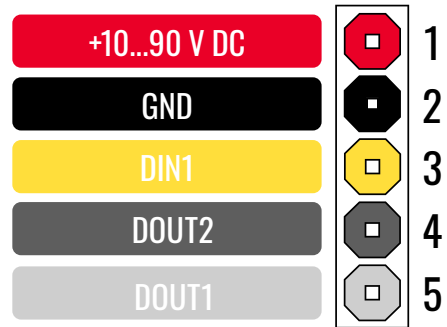 +10...90 V DC 1
GND 2
DIN1 3
DOUT2 4
DOUT1 5